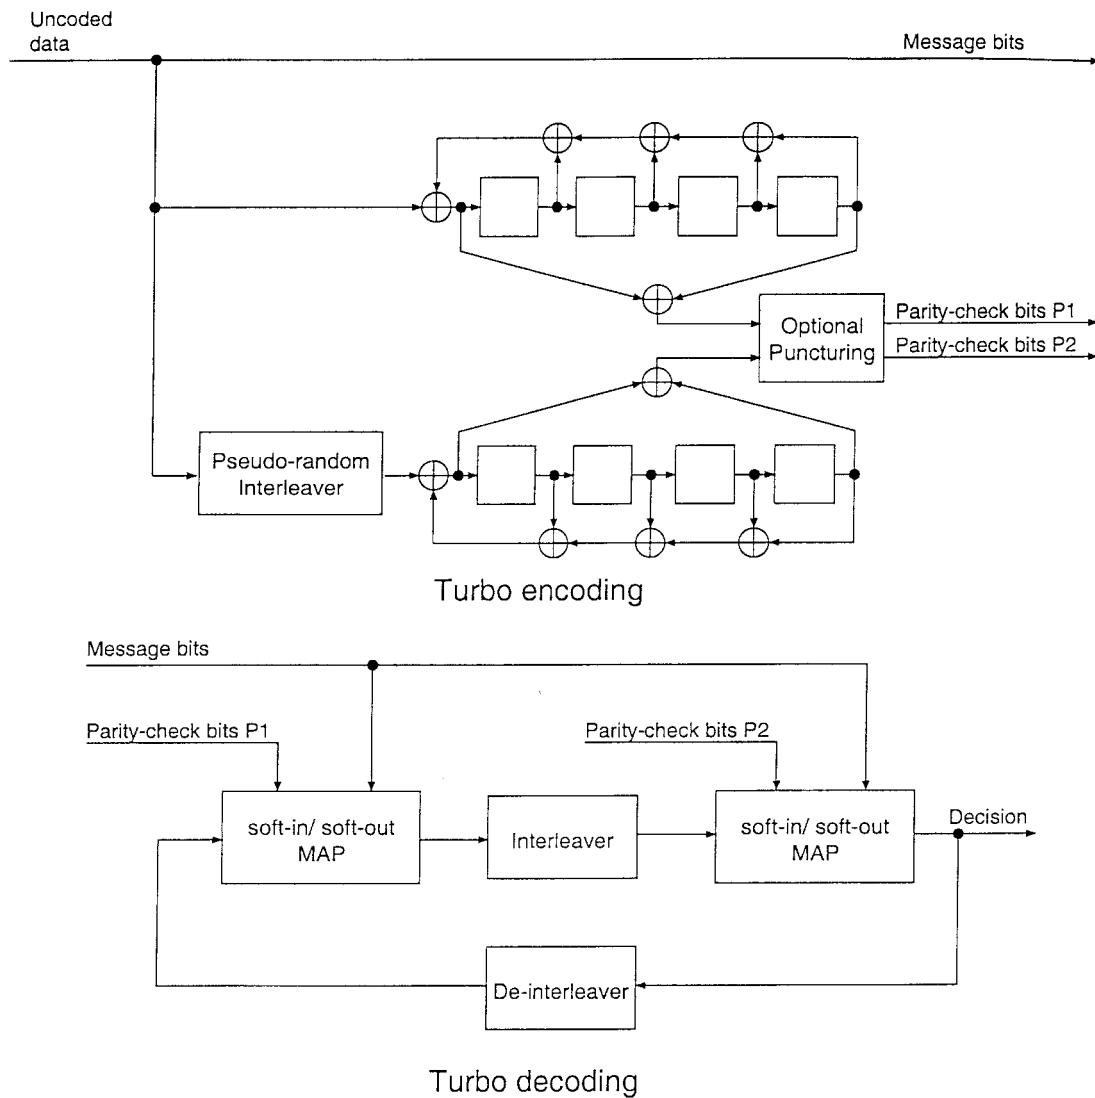 Uncoded
data
Message bits
Optional
Puncturing
Parity-check bits P1
Parity-check bits P2
Pseudo-random
Interleaver
Turbo encoding
Message bits
Parity-check bits P1
Parity-check bits P2
soft-in/ soft-out
MAP
Interleaver
soft-in/ soft-out
MAP
Decision
De-interleaver
Turbo decoding